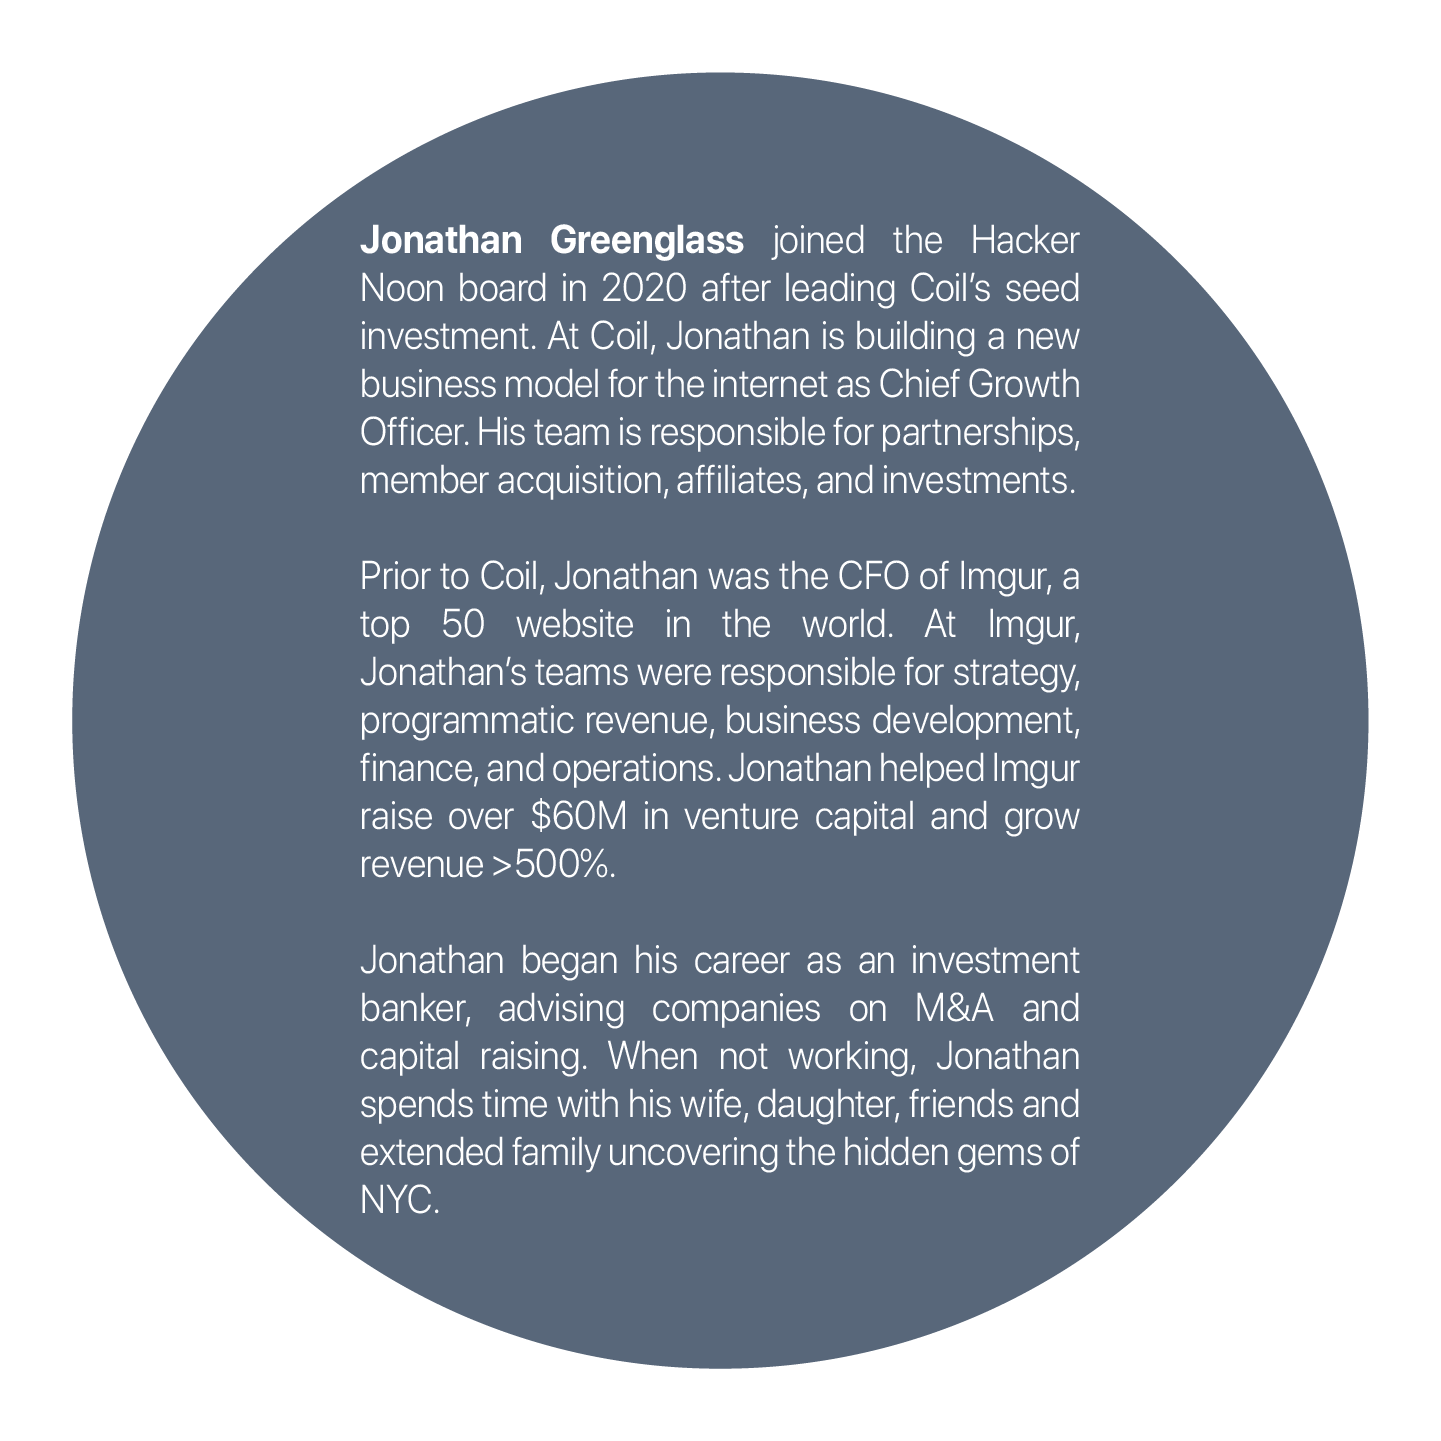 Jonathan Greenglass joined the Hacker
Noon board in 2020 after leading Coil’s seed
investment. At Coil, Jonathan is building a new
business model for the internet as Chief Growth
Officer. His team is responsible for partnerships,
member acquisition, affiliates, and investments.
Prior to Coil, Jonathan was the CFO of Imgur, a
top 50 website in the world. At Imgur,
Jonathan’s teams were responsible for strategy,
programmatic revenue, business development,
finance, and operations. Jonathan helped Imgur
raise over $60M in venture capital and grow
revenue >500%.
Jonathan began his career as an investment
banker, advising companies on M&A and
capital raising. When not working, Jonathan
spends time with his wife, daughter, friends and
extended family uncovering the hidden gems of
NYC.